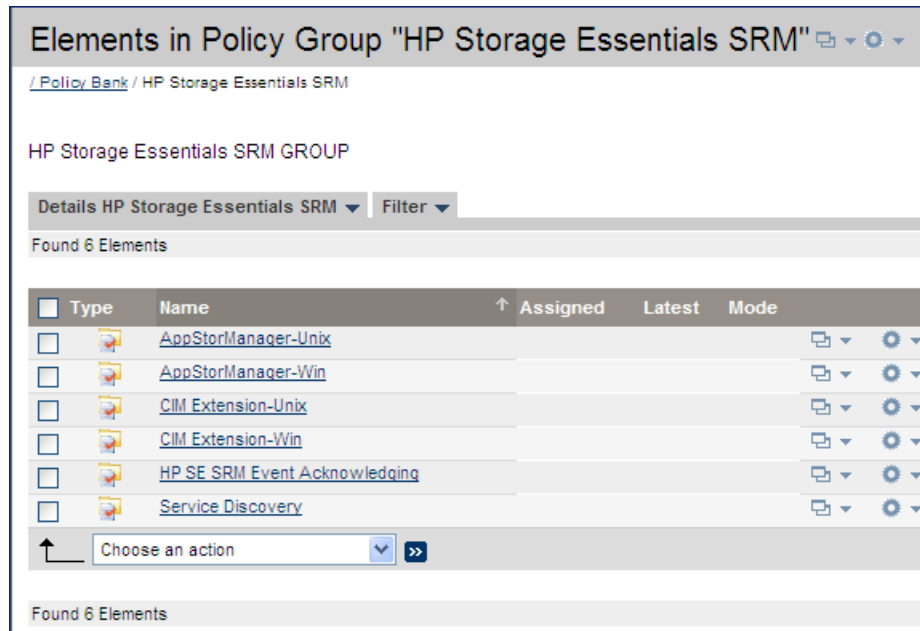 Elements in Policy Group "HP Storage Essentials SRM"
/ Policy Bank / HP Storage Essentials SRM
HP Storage Essentials SRM GROUP
Details HP Storage Essentials SRM Filter
Found 6 Elements
Type Name Assigned Latest Mode
AppStorManager-Unix
AppStorManager-Win
CIM Extension-Unix
CIM Extension-Win
HP SE SRM Event Acknowledging
Service Discovery
Choose an action
Found 6 Elements